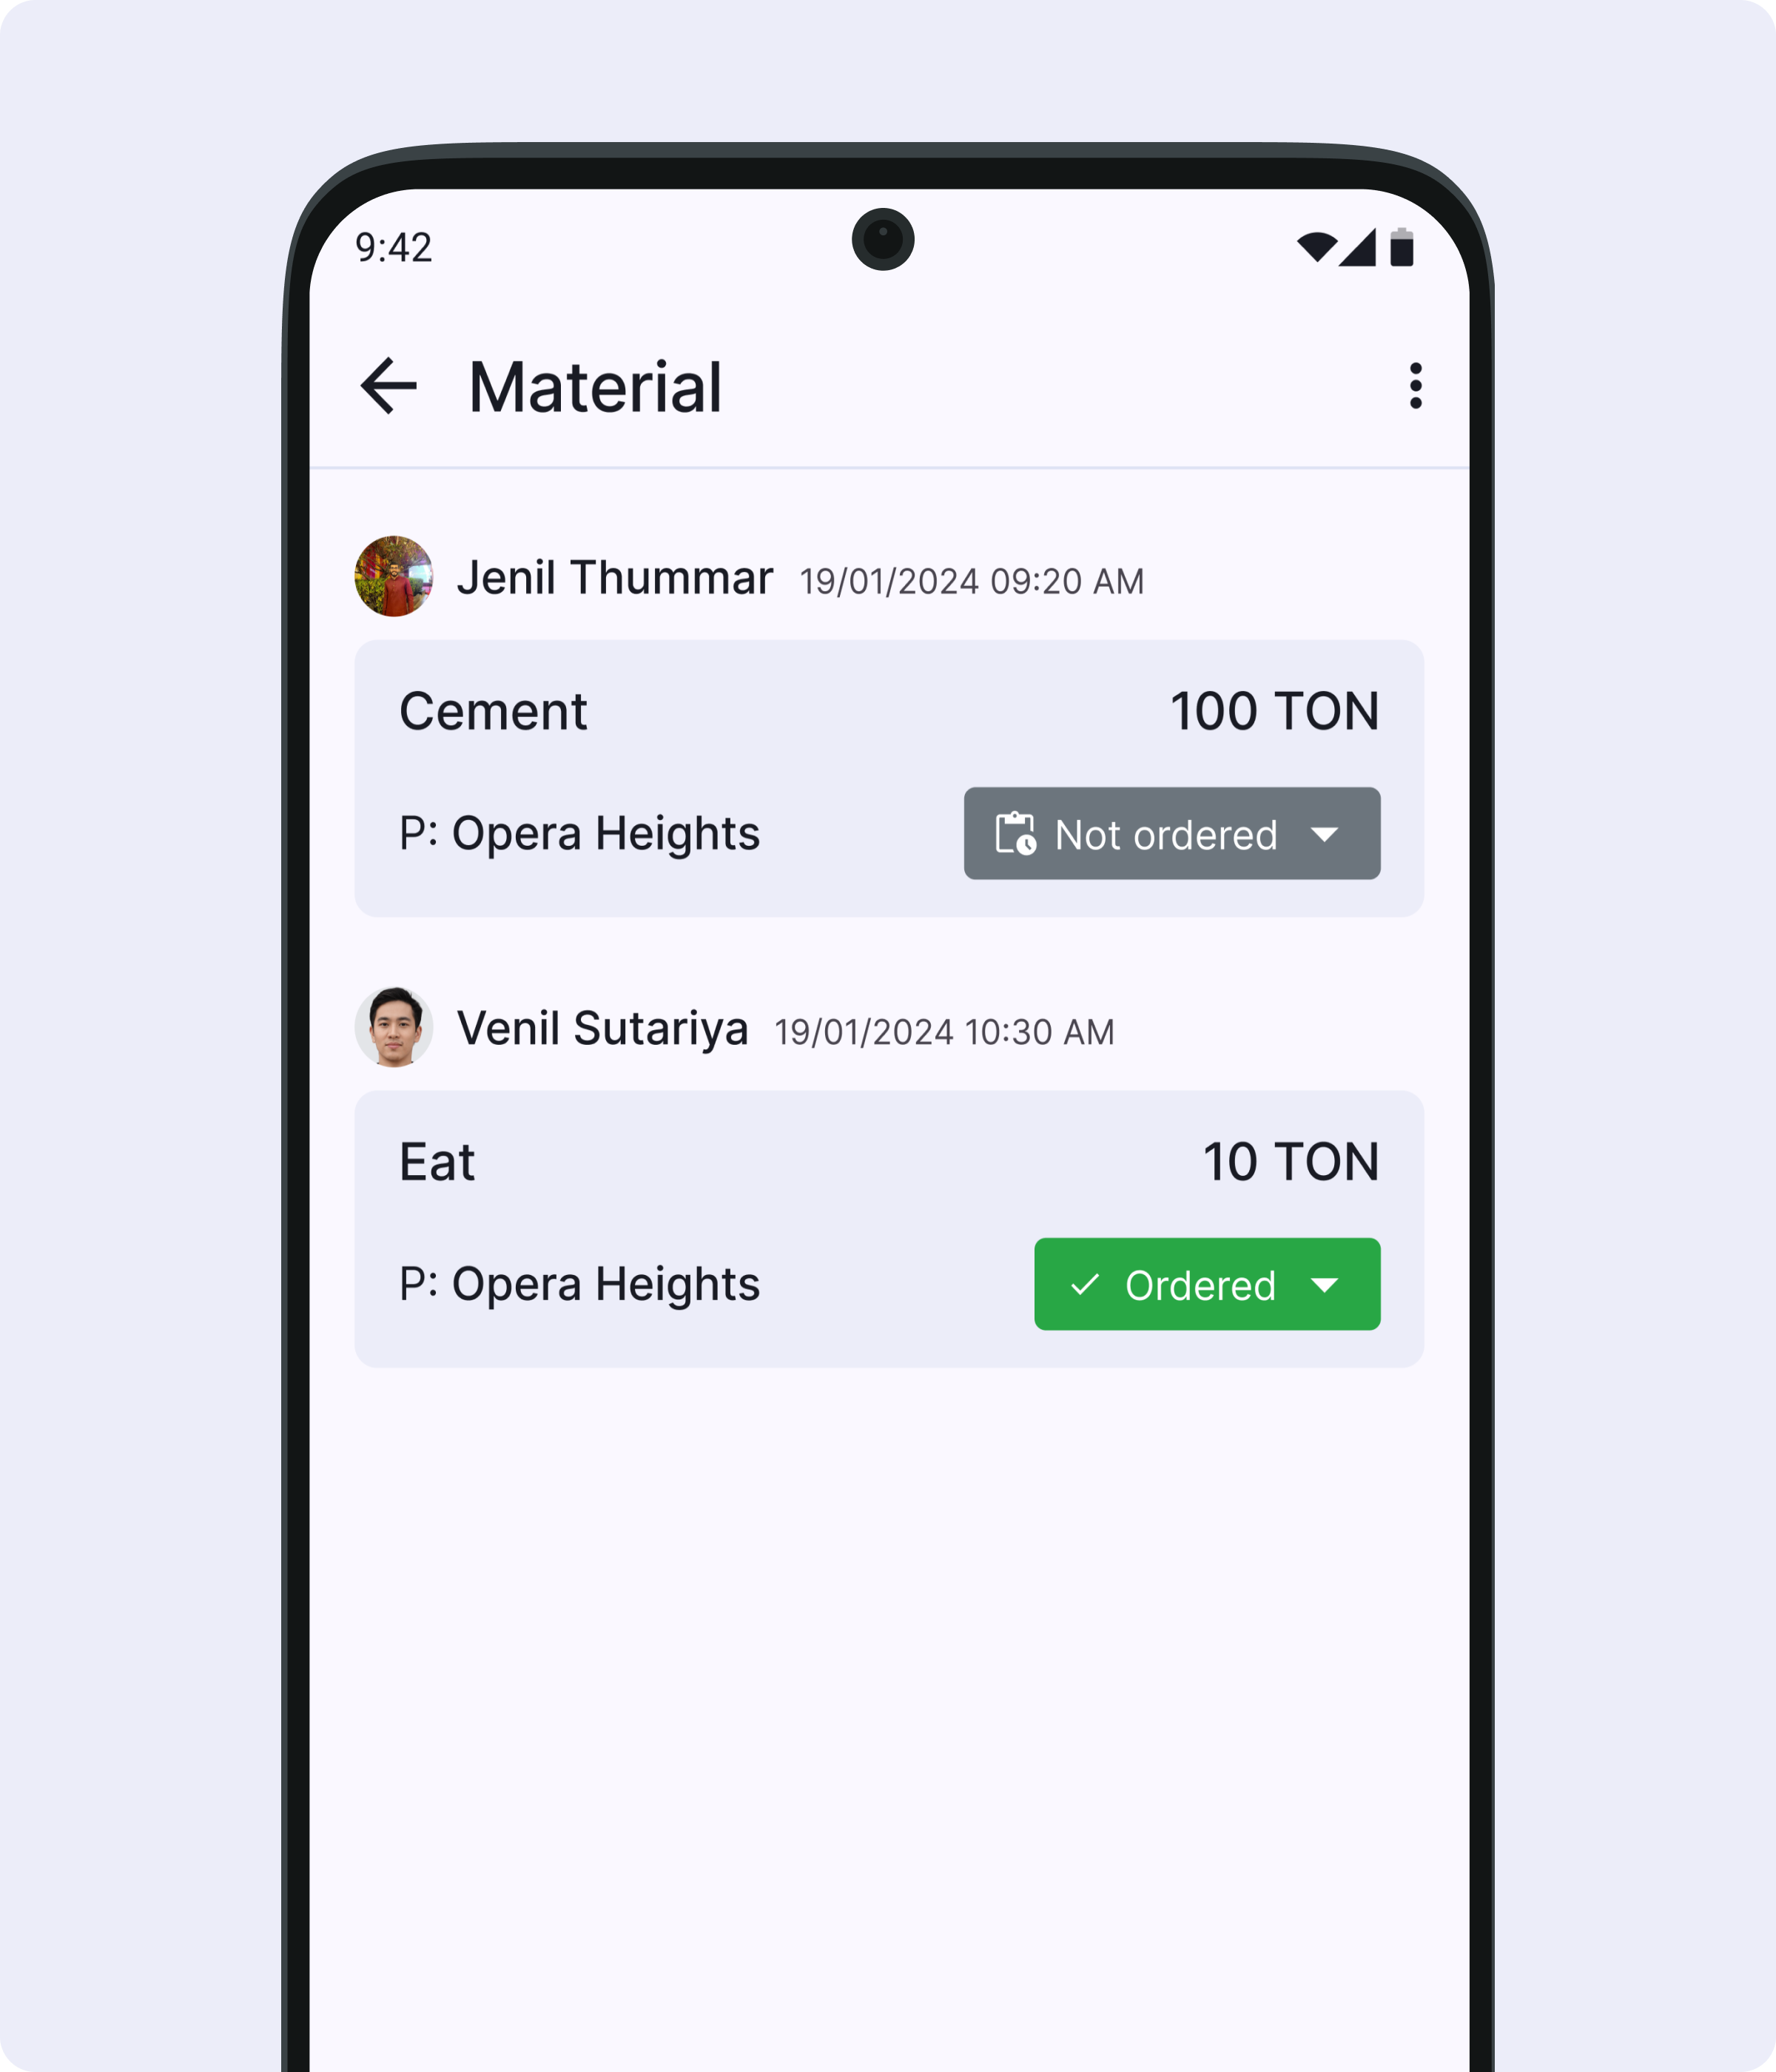 9:42
Material
Jenil Thummar 19/01/2024 09:20 AM
Cement 100 TON
P: Opera Heights Not ordered
Venil Sutariya 19/01/2024 10:30 AM
Eat 10 TON
P: Opera Heights Ordered